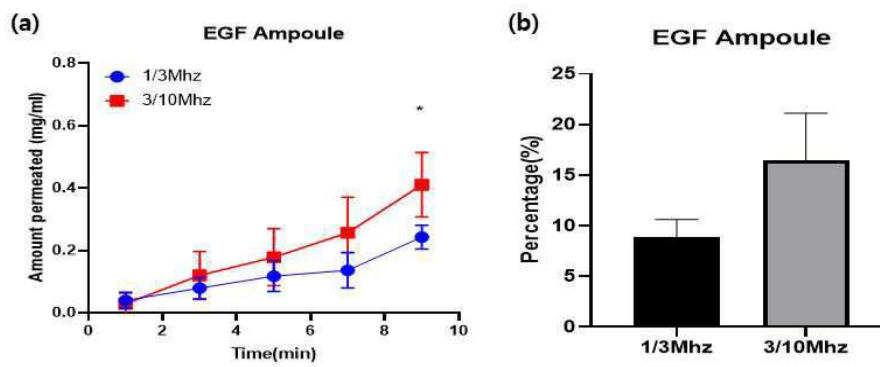 (a)
EGF Ampoule
1/3Mhz
3/10Mhz
*
Amount permeated (mg/ml)
0.8
0.6
0.4
0.2
0.0
0 2 4 6 8 10
Time(min)
(b)
EGF Ampoule
Percentage(%)
25
20
15
10
5
0
1/3Mhz 3/10Mhz